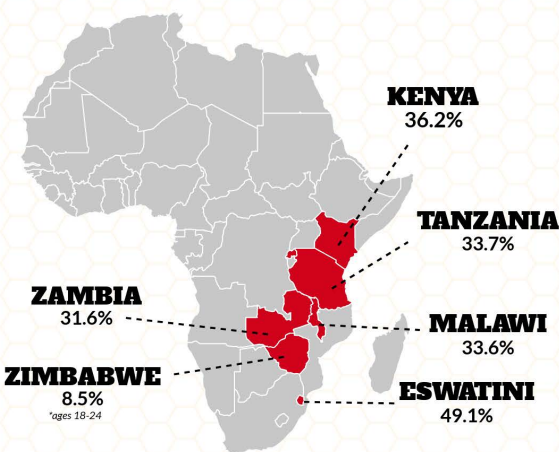 KENYA
36.2%
TANZANIA
33.7%
ZAMBIA
31.6%
MALAWI
33.6%
ZIMBABWE
8.5%
*ages 18-24
ESWATINI
49.1%